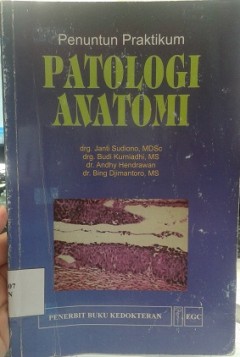 Penuntun Praktikum
PATOLOGI
ANATOMI
drg. Janti Sudiono, MDSc
drg. Budi Kurniadhi, MS
dr. Andhy Hendrawan
dr. Bing Djimantoro, MS
PENERBIT BUKU KEDOKTERAN
EGC